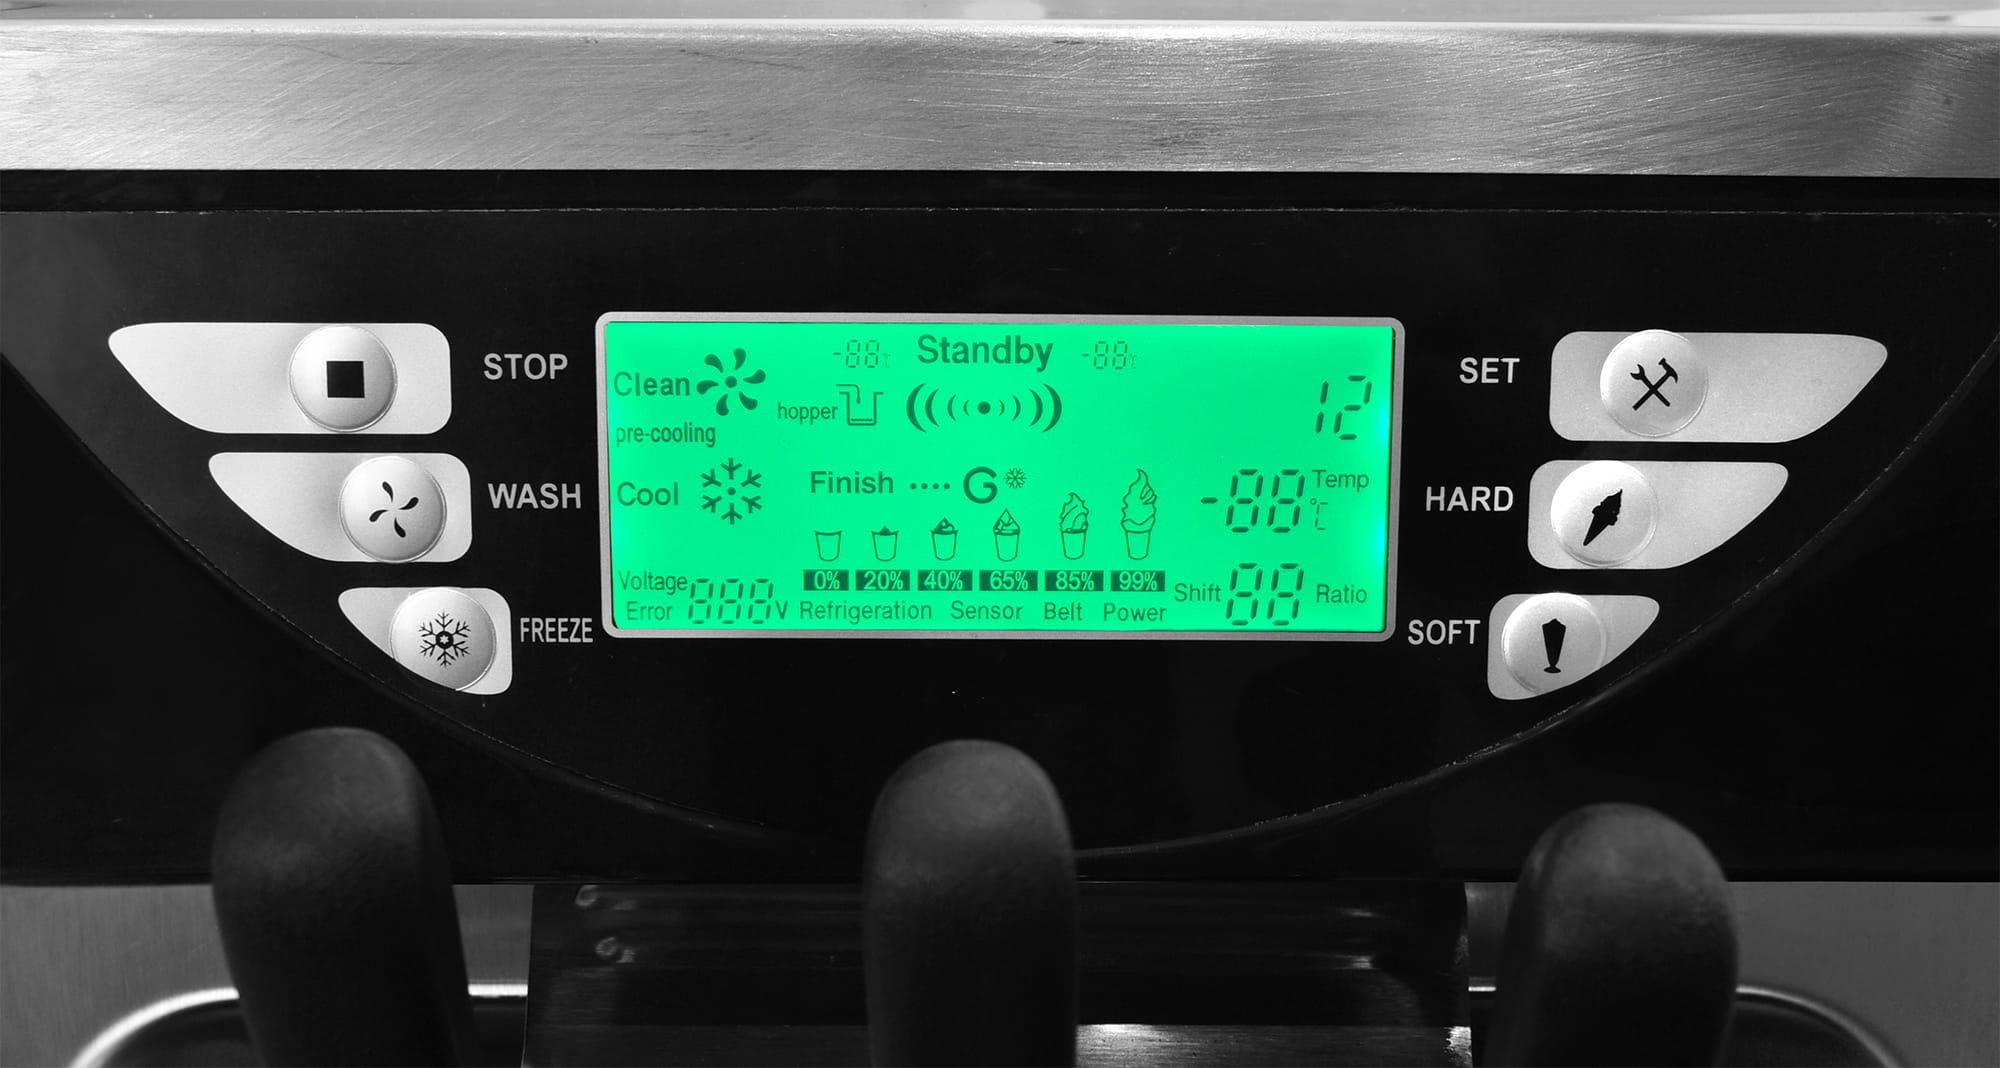 STOP
WASH
FREEZE
-88℃ Standby -88℃
Clean
hopper
12
pre-cooling
Cool
Finish .... G
-88 Temp
℃
0% 20% 40% 65% 85% 99%
Voltage 888V
Error
Refrigeration Sensor Belt Power
Shift 88 Ratio
SET
HARD
SOFT